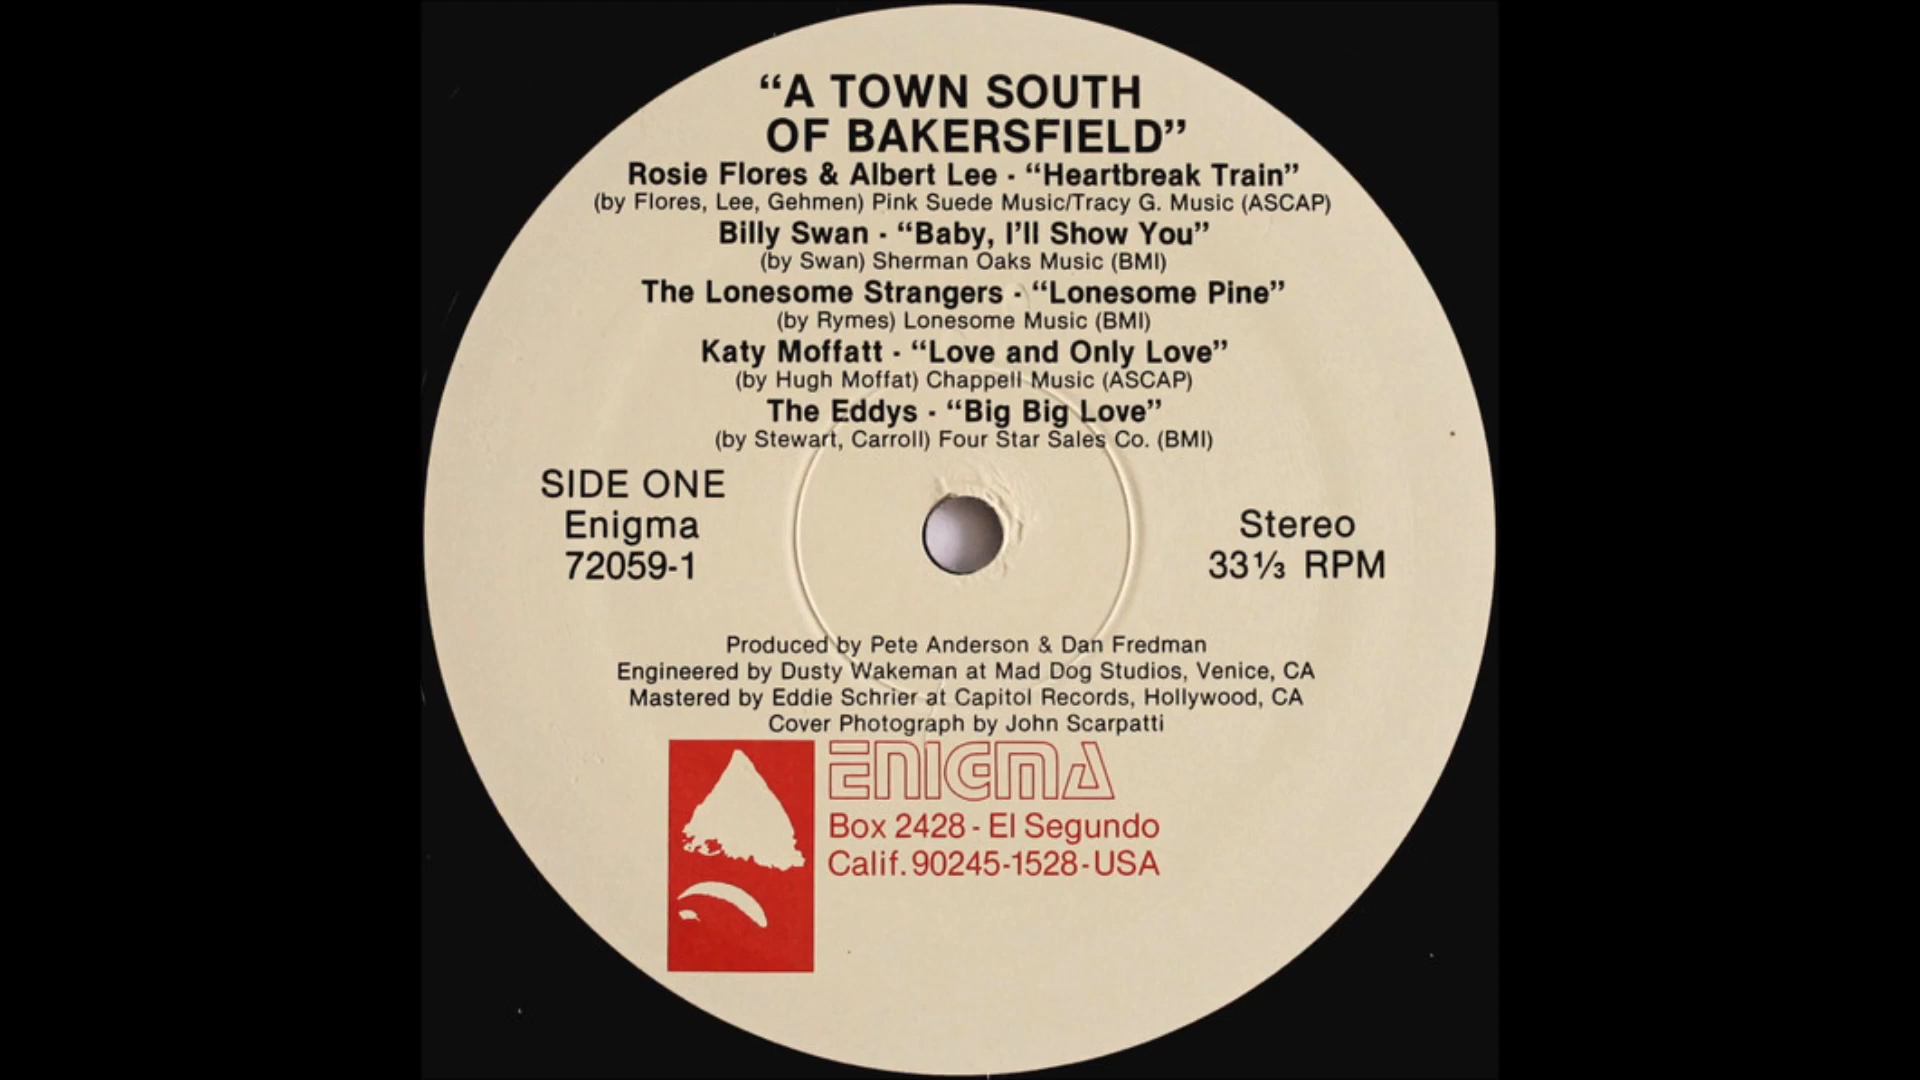 “A TOWN SOUTH
OF BAKERSFIELD”
Rosie Flores & Albert Lee - “Heartbreak Train”
(by Flores, Lee, Gehmen) Pink Suede Music/Tracy G. Music (ASCAP)
Billy Swan - “Baby, I’ll Show You”
(by Swan) Sherman Oaks Music (BMI)
The Lonesome Strangers - “Lonesome Pine”
(by Rymes) Lonesome Music (BMI)
Katy Moffatt - “Love and Only Love”
(by Hugh Moffat) Chappell Music (ASCAP)
The Eddys - “Big Big Love”
(by Stewart, Carroll) Four Star Sales Co. (BMI)
SIDE ONE
Enigma
72059-1
Stereo
33⅓ RPM
Produced by Pete Anderson & Dan Fredman
Engineered by Dusty Wakeman at Mad Dog Studios, Venice, CA
Mastered by Eddie Schrier at Capitol Records, Hollywood, CA
Cover Photograph by John Scarpatti
ENIGMA
Box 2428 - El Segundo
Calif. 90245-1528-USA